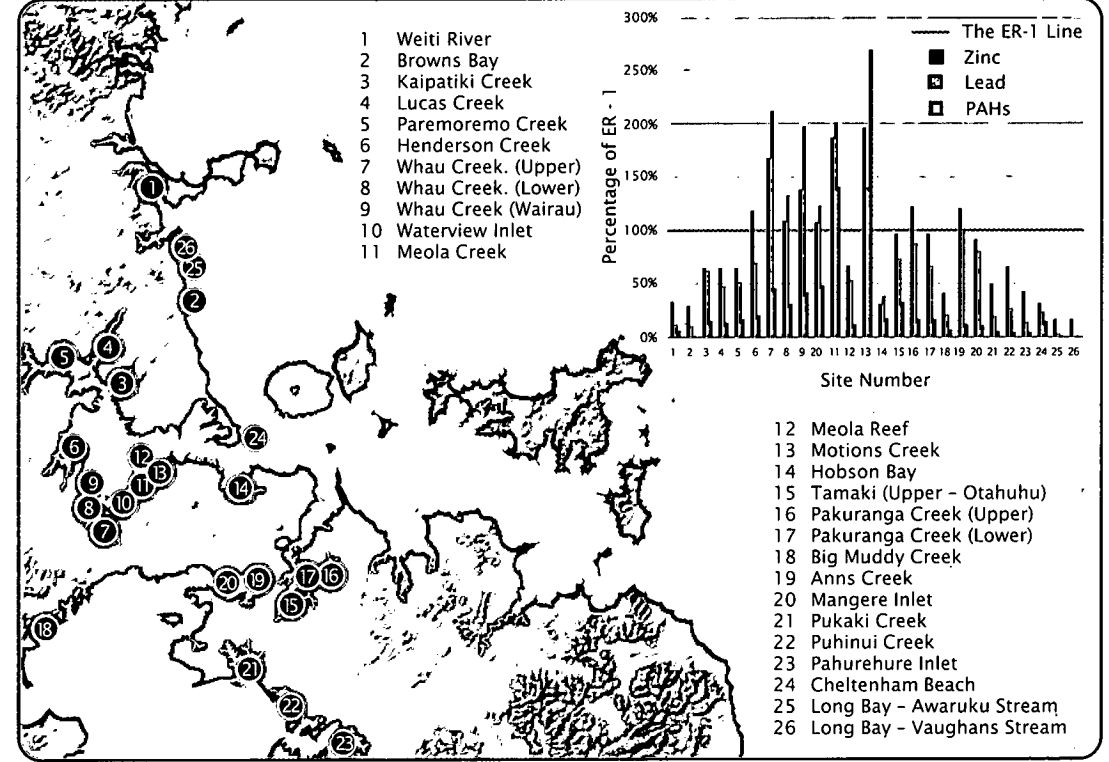 1 Weiti River
2 Browns Bay
3 Kaipatiki Creek
4 Lucas Creek
5 Paremoremo Creek
6 Henderson Creek
7 Whau Creek. (Upper)
8 Whau Creek. (Lower)
9 Whau Creek (Wairau)
10 Waterview Inlet
11 Meola Creek
300%
250%
200%
150%
100%
50%
0%
Percentage of ER - 1
The ER-1 Line
Zinc
Lead
PAHs
1 2 3 4 5 6 7 8 9 20 11 12 13 14 15 16 17 18 19 20 21 22 23 24 25 26
Site Number
12 Meola Reef
13 Motions Creek
14 Hobson Bay
15 Tamaki (Upper – Otahuhu)
16 Pakuranga Creek (Upper)
17 Pakuranga Creek (Lower)
18 Big Muddy Creek
19 Anns Creek
20 Mangere Inlet
21 Pukaki Creek
22 Puhinui Creek
23 Pahurehure Inlet
24 Cheltenham Beach
25 Long Bay – Awaruku Stream
26 Long Bay – Vaughans Stream
1
26
25
2
5
4
3
24
6
12
13
9
11
14
8
10
7
20
19
17
16
15
18
21
22
23